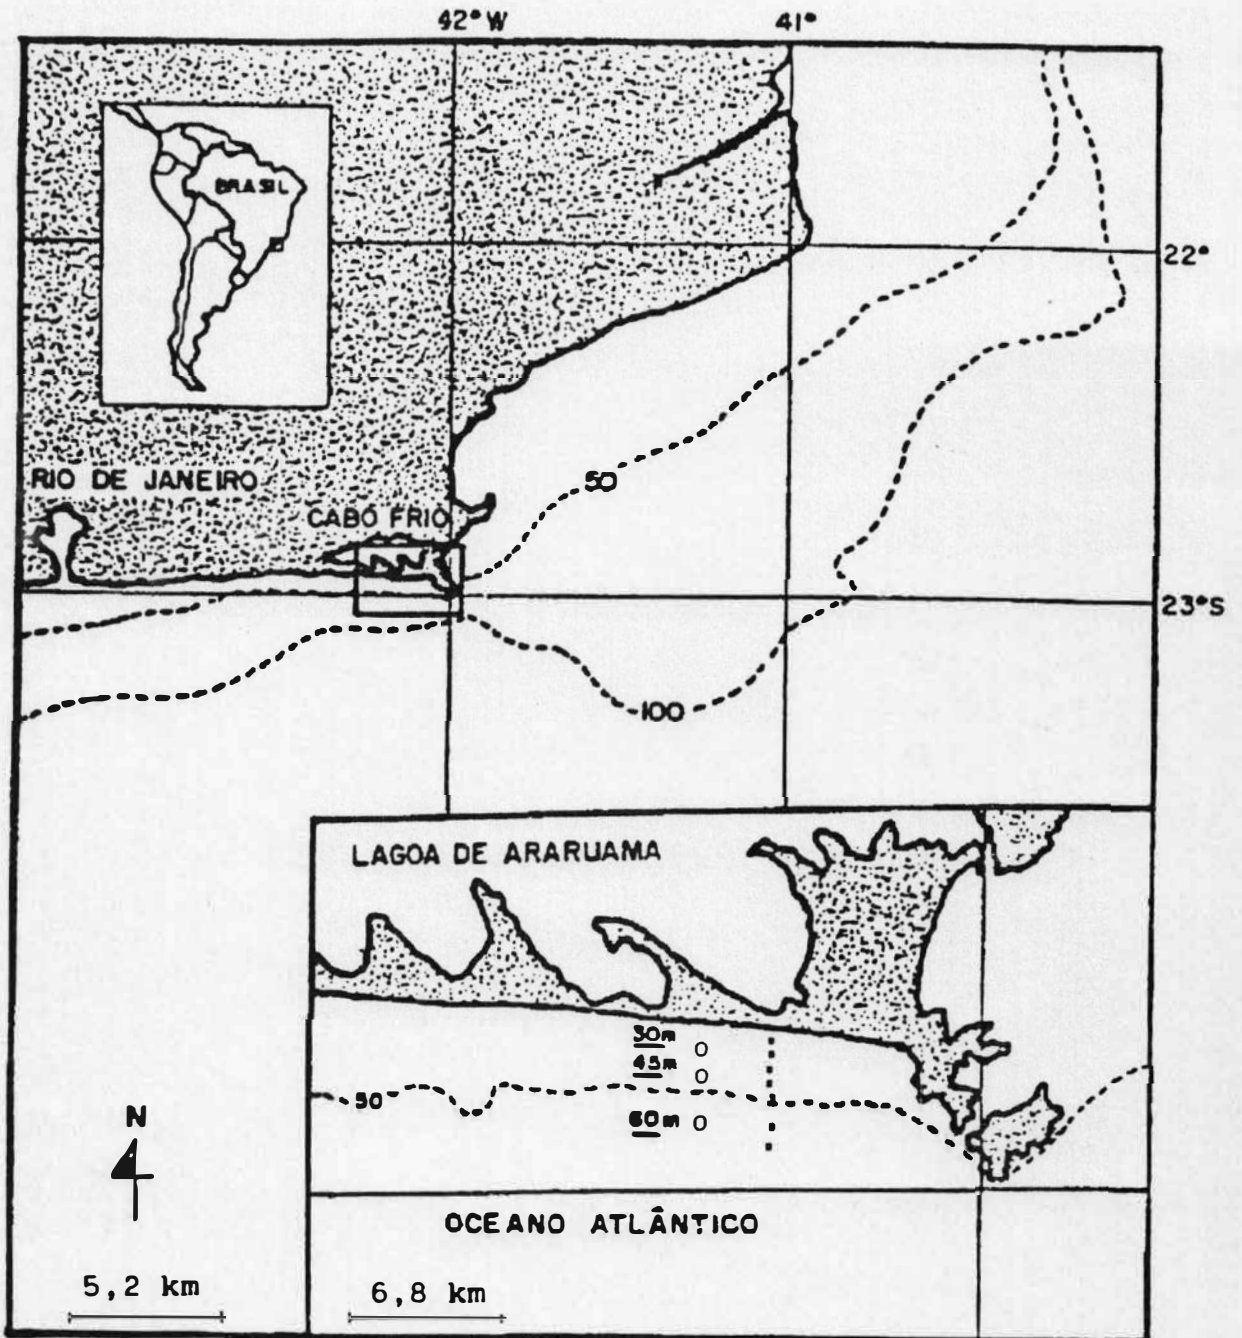 42° W 41°
BRASIL
22°
RIO DE JANEIRO
50
CABO FRIO
23°S
100
LAGOA DE ARARUAMA
30m
45m
50
60m
N
OCEANO ATLÂNTICO
5,2 km
6,8 km